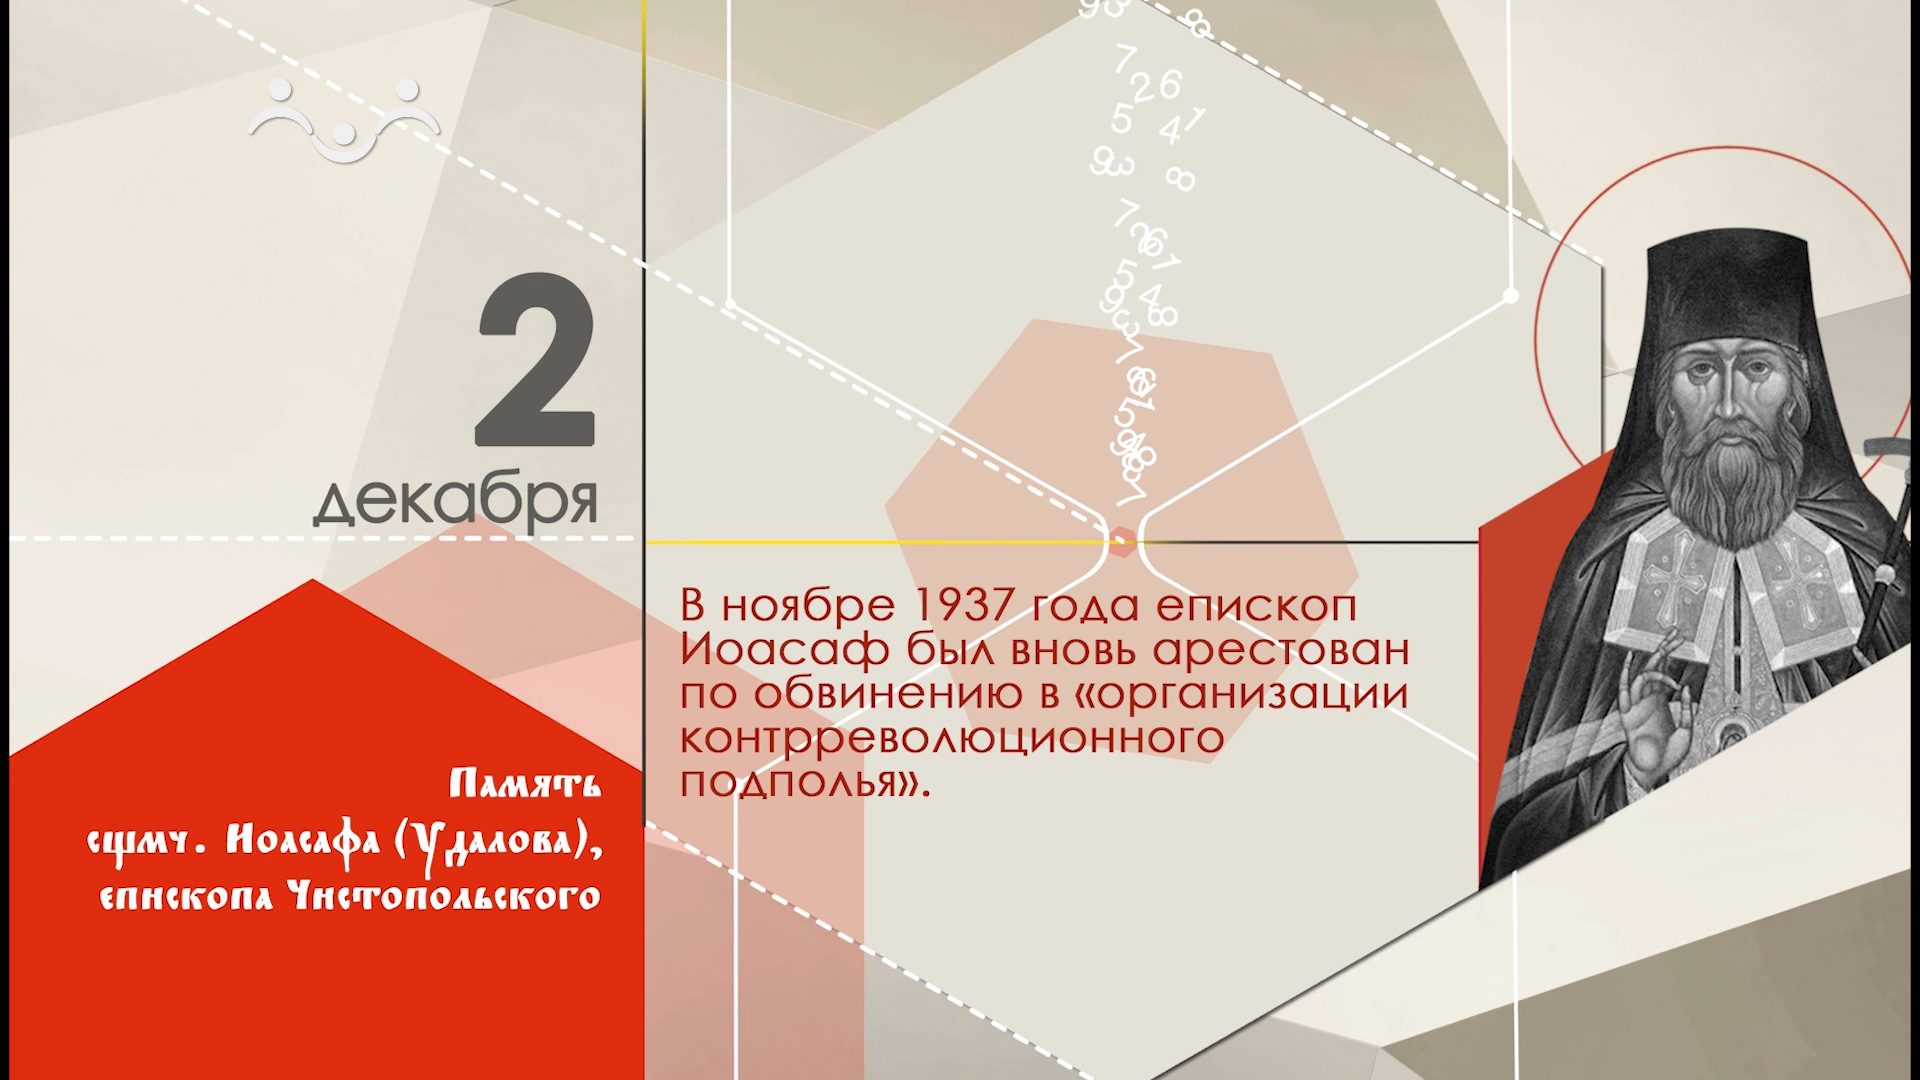 2
декабря
В ноябре 1937 года епископ
Иоасаф был вновь арестован
по обвинению в «организации
контрреволюционного
подполья».
Память
сщмч. Иоасафа (Удалова),
епископа Чистопольского